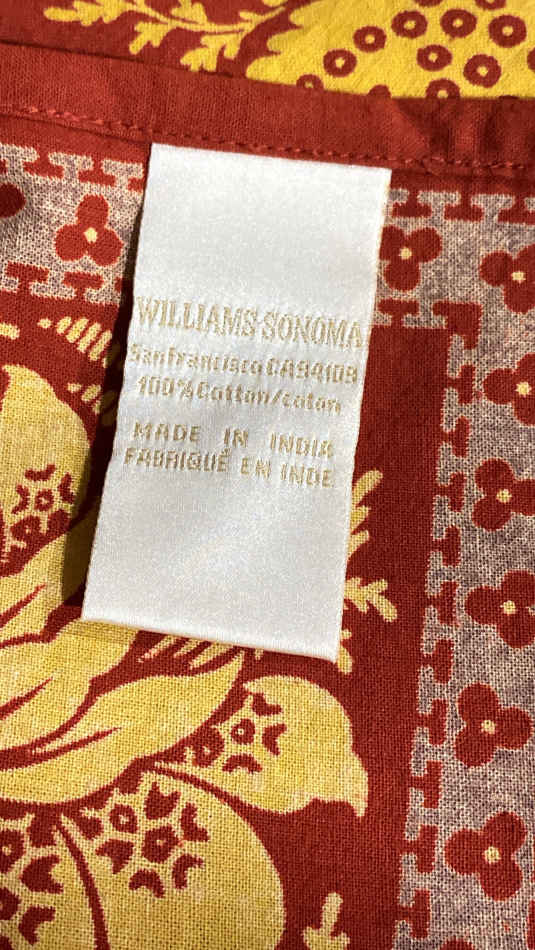 WILLIAMS-SONOMA
San Francisco CA 94109
100% Cotton/coton
MADE IN INDIA
FABRIQUÉ EN INDE